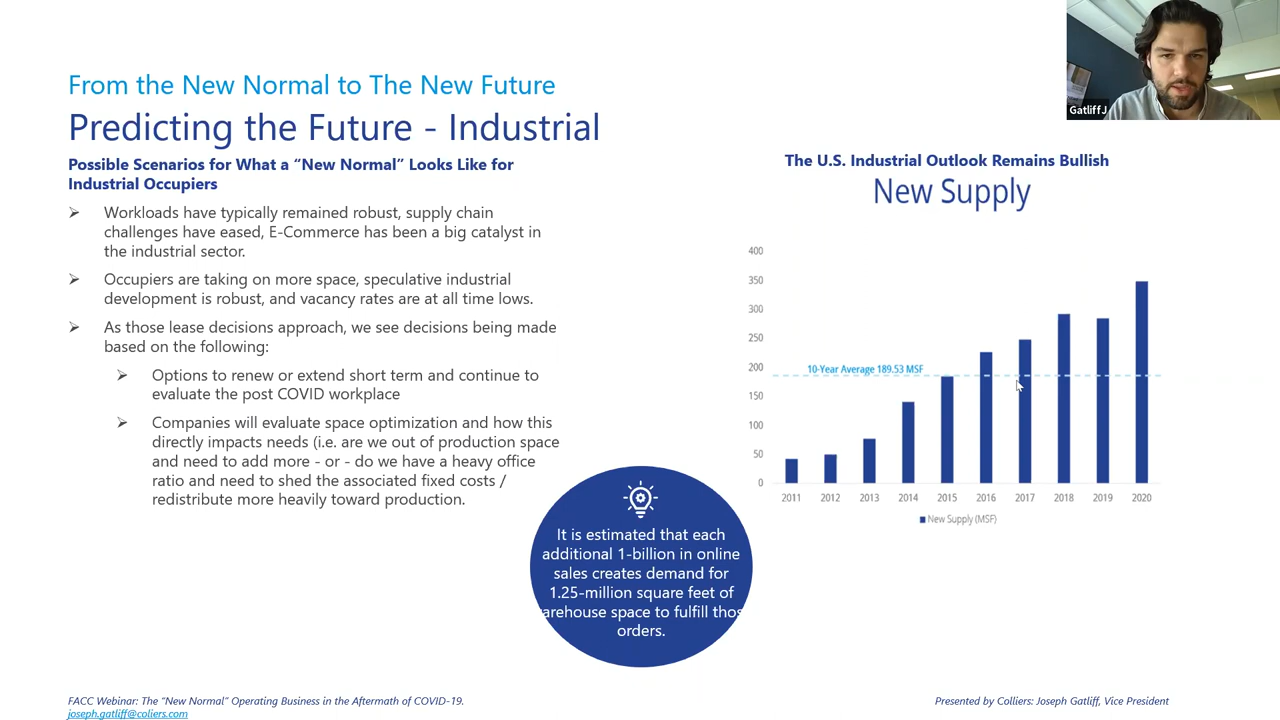 From the New Normal to The New Future
Predicting the Future - Industrial
Possible Scenarios for What a “New Normal” Looks Like for
Industrial Occupiers
Workloads have typically remained robust, supply chain
challenges have eased, E-Commerce has been a big catalyst in
the industrial sector.
Occupiers are taking on more space, speculative industrial
development is robust, and vacancy rates are at all time lows.
As those lease decisions approach, we see decisions being made
based on the following:
Options to renew or extend short term and continue to
evaluate the post COVID workplace
Companies will evaluate space optimization and how this
directly impacts needs (i.e. are we out of production space
and need to add more - or - do we have a heavy office
ratio and need to shed the associated fixed costs /
redistribute more heavily toward production.
It is estimated that each
additional 1-billion in online
sales creates demand for
1.25-million square feet of
arehouse space to fulfill thos
orders.
GatliffJ
The U.S. Industrial Outlook Remains Bullish
New Supply
400
350
300
250
200
150
100
50
0
10-Year Average 189.53 MSF
2011 2012 2013 2014 2015 2016 2017 2018 2019 2020
New Supply (MSF)
FACC Webinar: The “New Normal” Operating Business in the Aftermath of COVID-19.
joseph.gatliff@colliers.com
Presented by Colliers: Joseph Gatliff, Vice President